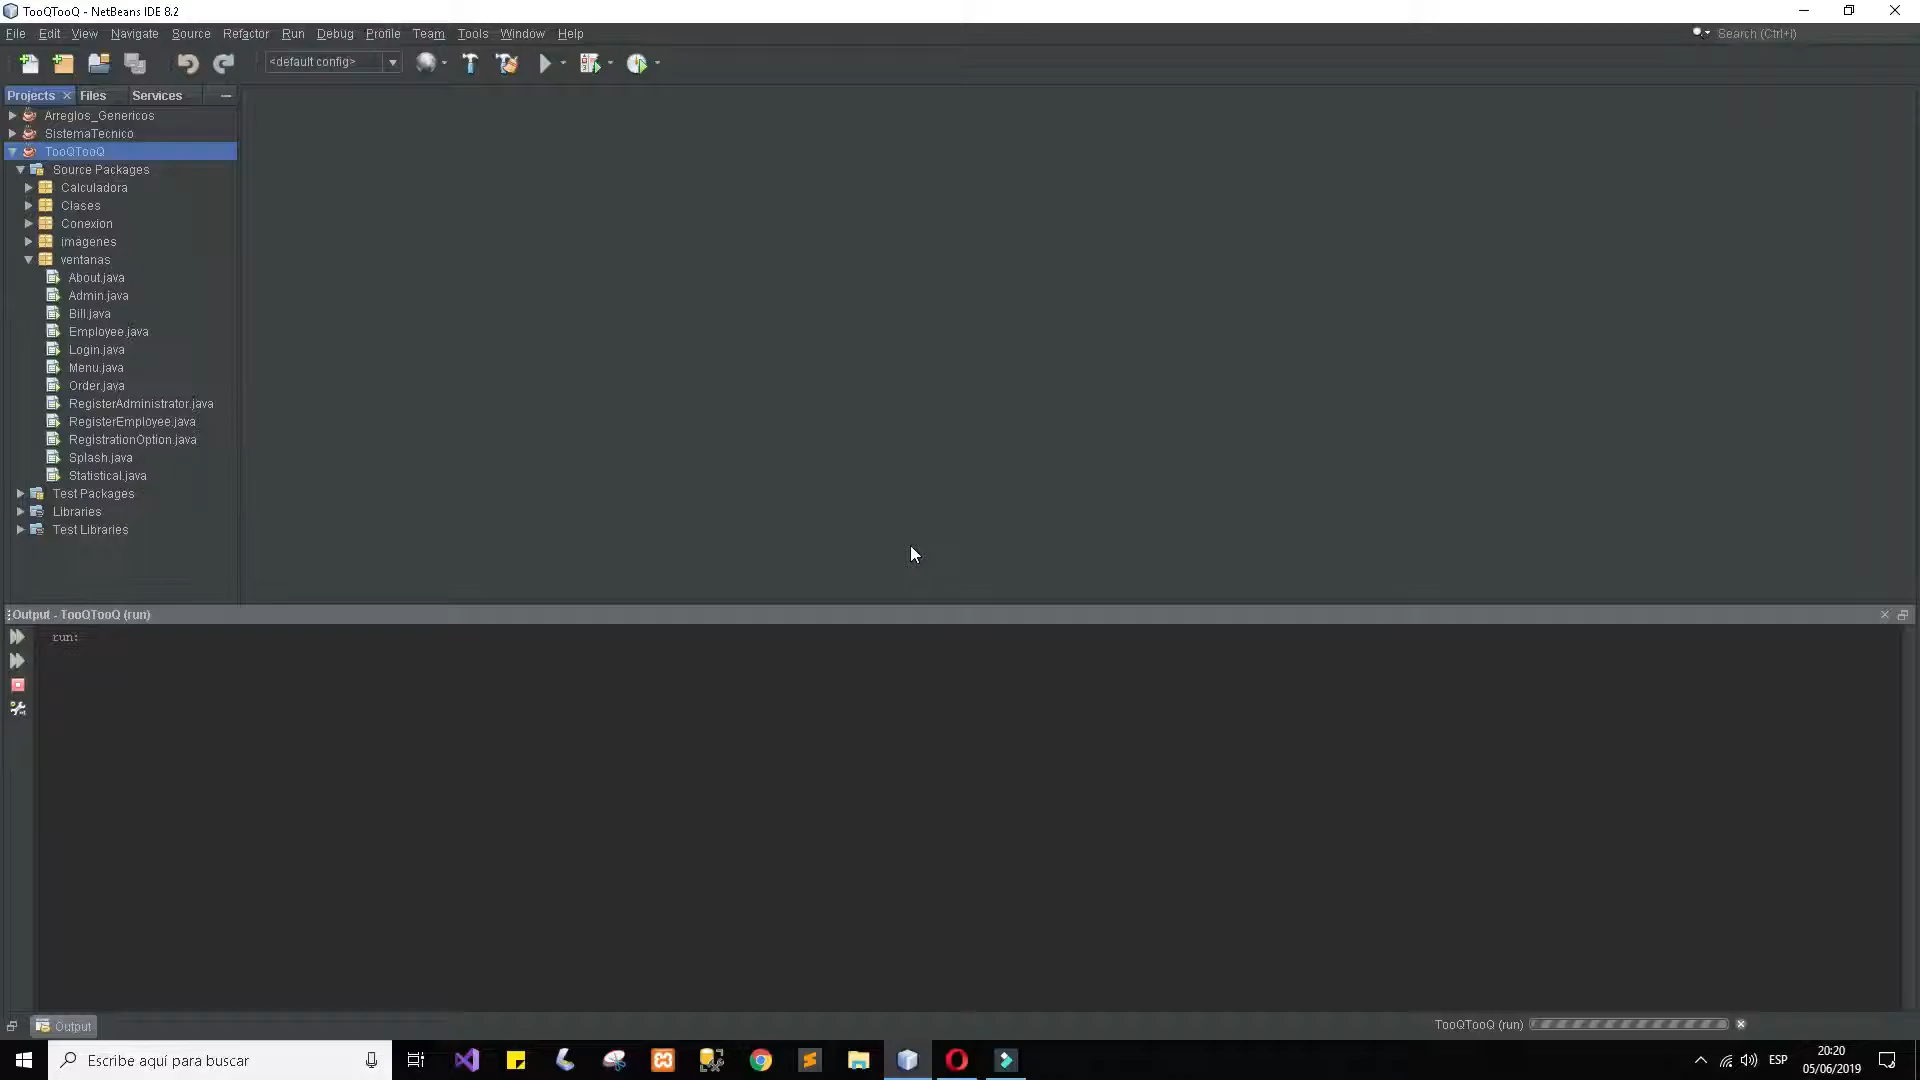 TooQTooQ - NetBeans IDE 8.2
File Edit View Navigate Source Refactor Run Debug Profile Team Tools Window Help
Search (Ctrl+I)
<default config>
Projects Files Services
Arreglos_Genericos
SistemaTecnico
TooQTooQ
Source Packages
Calculadora
Clases
Conexion
imagenes
ventanas
About.java
Admin.java
Bill.java
Employee.java
Login.java
Menu.java
Order.java
RegisterAdministrator.java
RegisterEmployee.java
RegistrationOption.java
Splash.java
Statistical.java
Test Packages
Libraries
Test Libraries
Output - TooQTooQ (run)
run:
Output
TooQTooQ (run)
Escribe aquí para buscar
ESP
20:20
05/06/2019